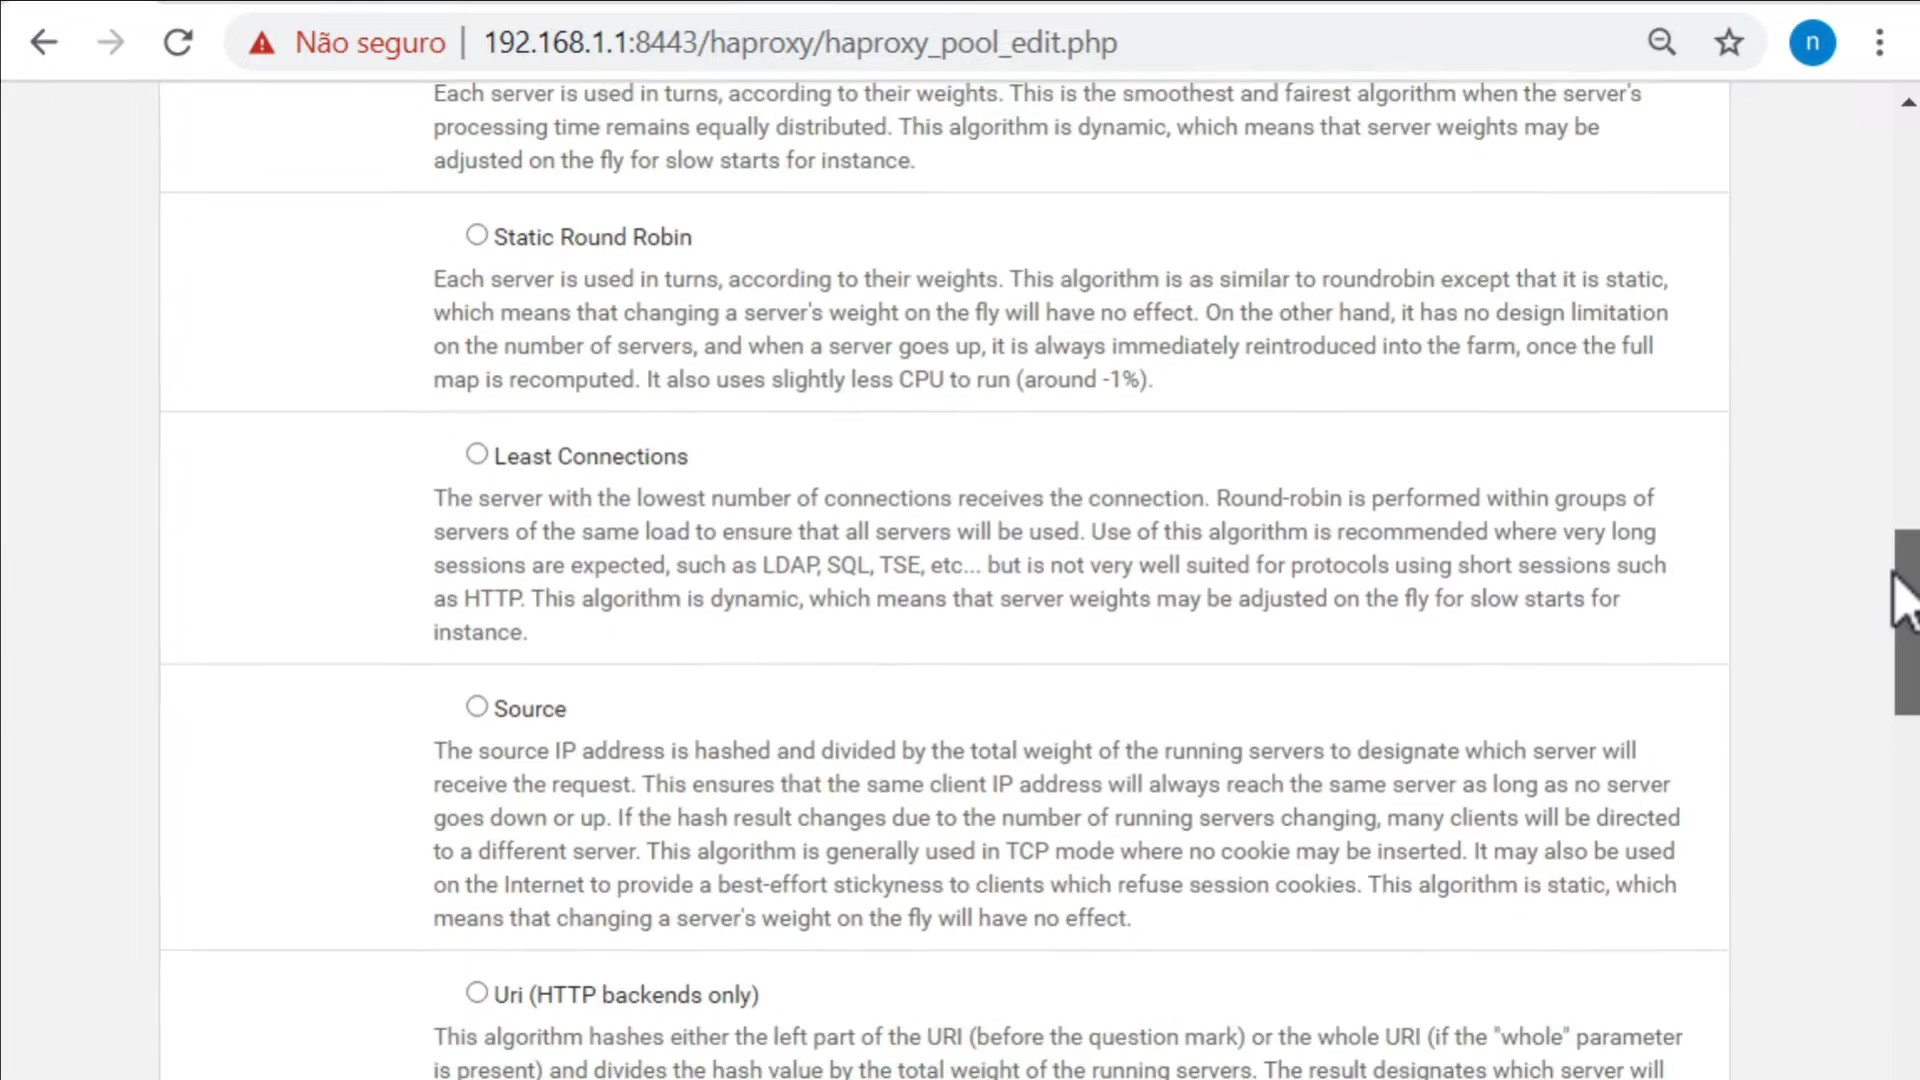 Não seguro | 192.168.1.1:8443/haproxy/haproxy_pool_edit.php
n
Each server is used in turns, according to their weights. This is the smoothest and fairest algorithm when the server's
processing time remains equally distributed. This algorithm is dynamic, which means that server weights may be
adjusted on the fly for slow starts for instance.
Static Round Robin
Each server is used in turns, according to their weights. This algorithm is as similar to roundrobin except that it is static,
which means that changing a server's weight on the fly will have no effect. On the other hand, it has no design limitation
on the number of servers, and when a server goes up, it is always immediately reintroduced into the farm, once the full
map is recomputed. It also uses slightly less CPU to run (around -1%).
Least Connections
The server with the lowest number of connections receives the connection. Round-robin is performed within groups of
servers of the same load to ensure that all servers will be used. Use of this algorithm is recommended where very long
sessions are expected, such as LDAP, SQL, TSE, etc... but is not very well suited for protocols using short sessions such
as HTTP. This algorithm is dynamic, which means that server weights may be adjusted on the fly for slow starts for
instance.
Source
The source IP address is hashed and divided by the total weight of the running servers to designate which server will
receive the request. This ensures that the same client IP address will always reach the same server as long as no server
goes down or up. If the hash result changes due to the number of running servers changing, many clients will be directed
to a different server. This algorithm is generally used in TCP mode where no cookie may be inserted. It may also be used
on the Internet to provide a best-effort stickyness to clients which refuse session cookies. This algorithm is static, which
means that changing a server's weight on the fly will have no effect.
Uri (HTTP backends only)
This algorithm hashes either the left part of the URI (before the question mark) or the whole URI (if the "whole" parameter
is present) and divides the hash value by the total weight of the running servers. The result designates which server will